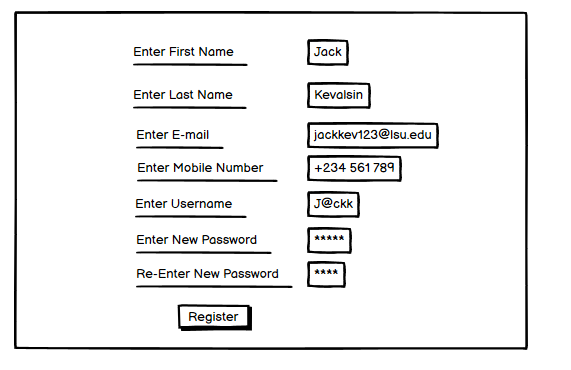 Enter First Name Jack
Enter Last Name Kevalsin
Enter E-mail jackkev123@lsu.edu
Enter Mobile Number +234 561 789
Enter Username J@ckk
Enter New Password *****
Re-Enter New Password ****
Register